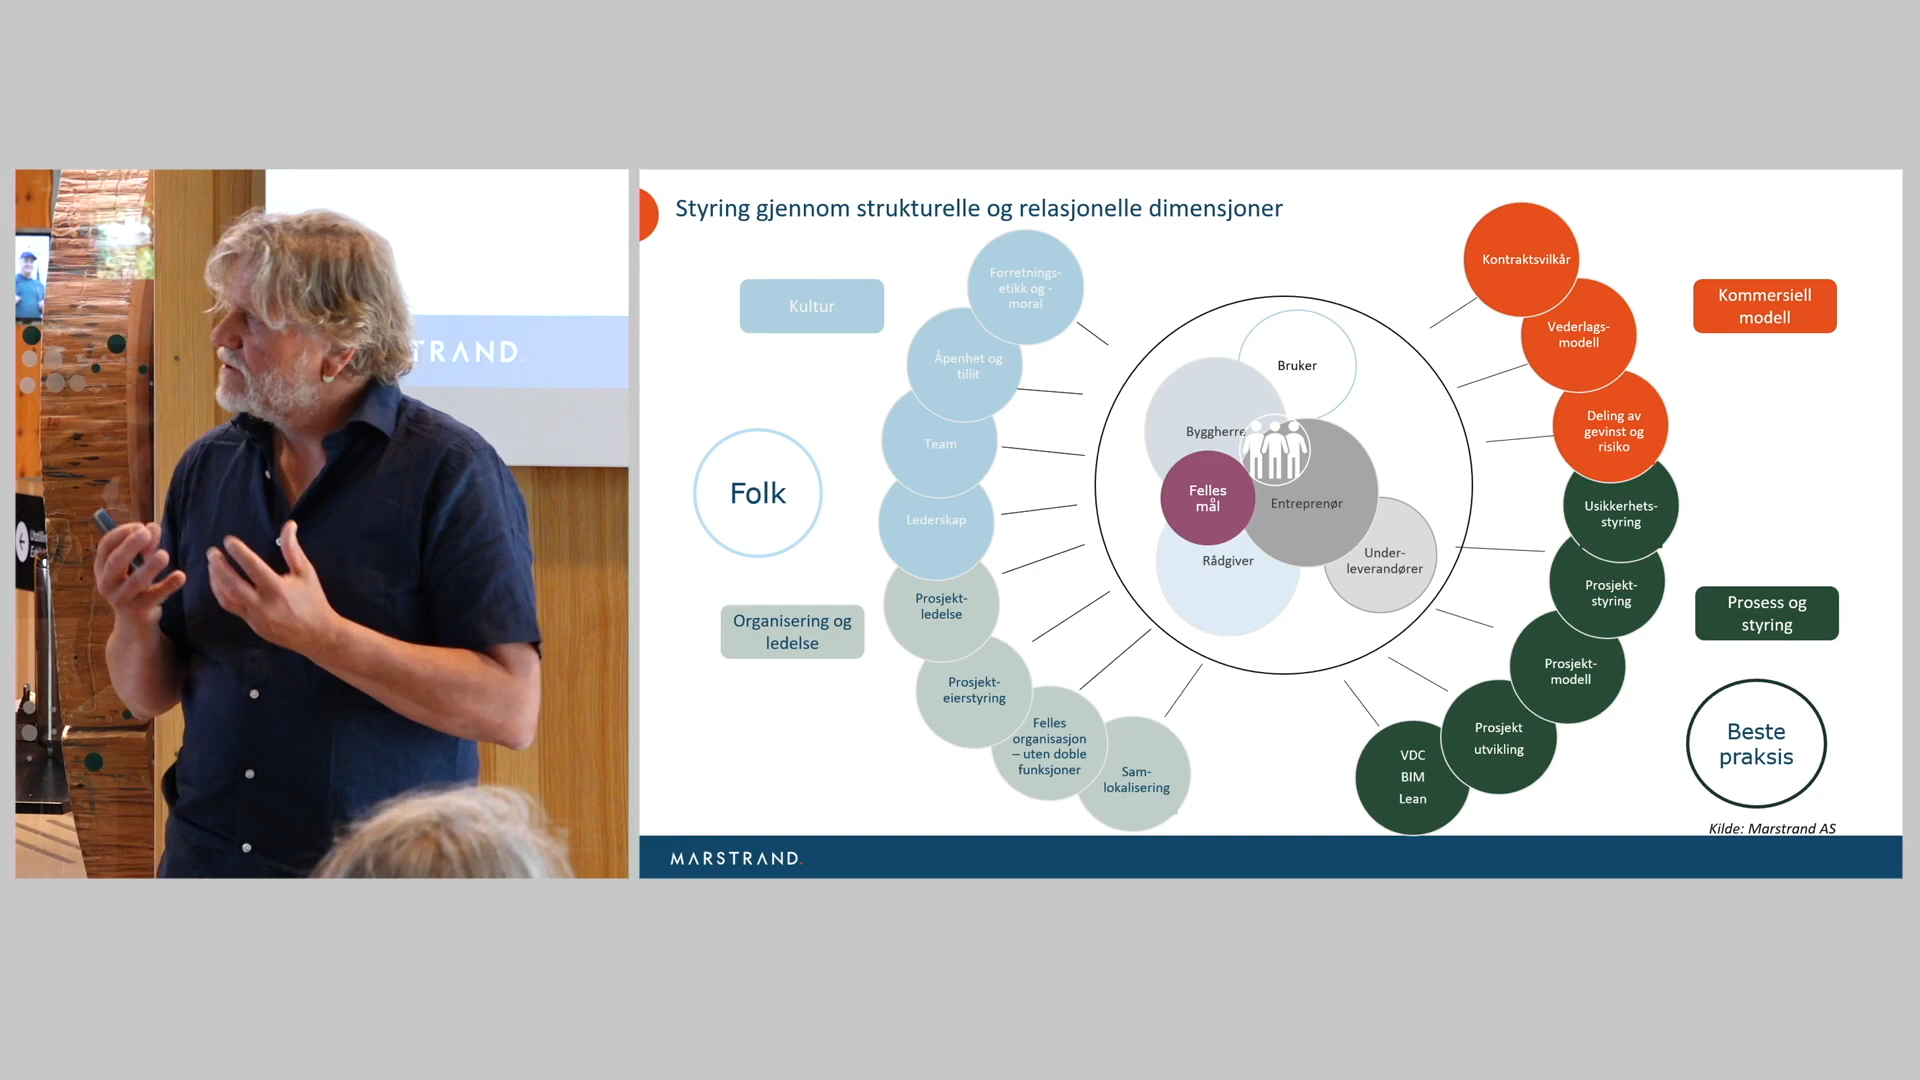 TRAND.
Styring gjennom strukturelle og relasjonelle dimensjoner
Kultur
Folk
Organisering og
ledelse
Forretnings-
etikk og -
moral
Åpenhet og
tillit
Team
Lederskap
Prosjekt-
ledelse
Prosjekt-
eierstyring
Felles
organisasjon
– uten doble
funksjoner
Sam-
lokalisering
Bruker
Byggherre
Felles
mål
Entreprenør
Rådgiver
Under-
leverandører
Kontraktsvilkår
Vederlags-
modell
Deling av
gevinst og
risiko
Usikkerhets-
styring
Prosjekt-
styring
Prosjekt-
modell
Prosjekt
utvikling
VDC
BIM
Lean
Kommersiell
modell
Prosess og
styring
Beste
praksis
Kilde: Marstrand AS
MARSTRAND.